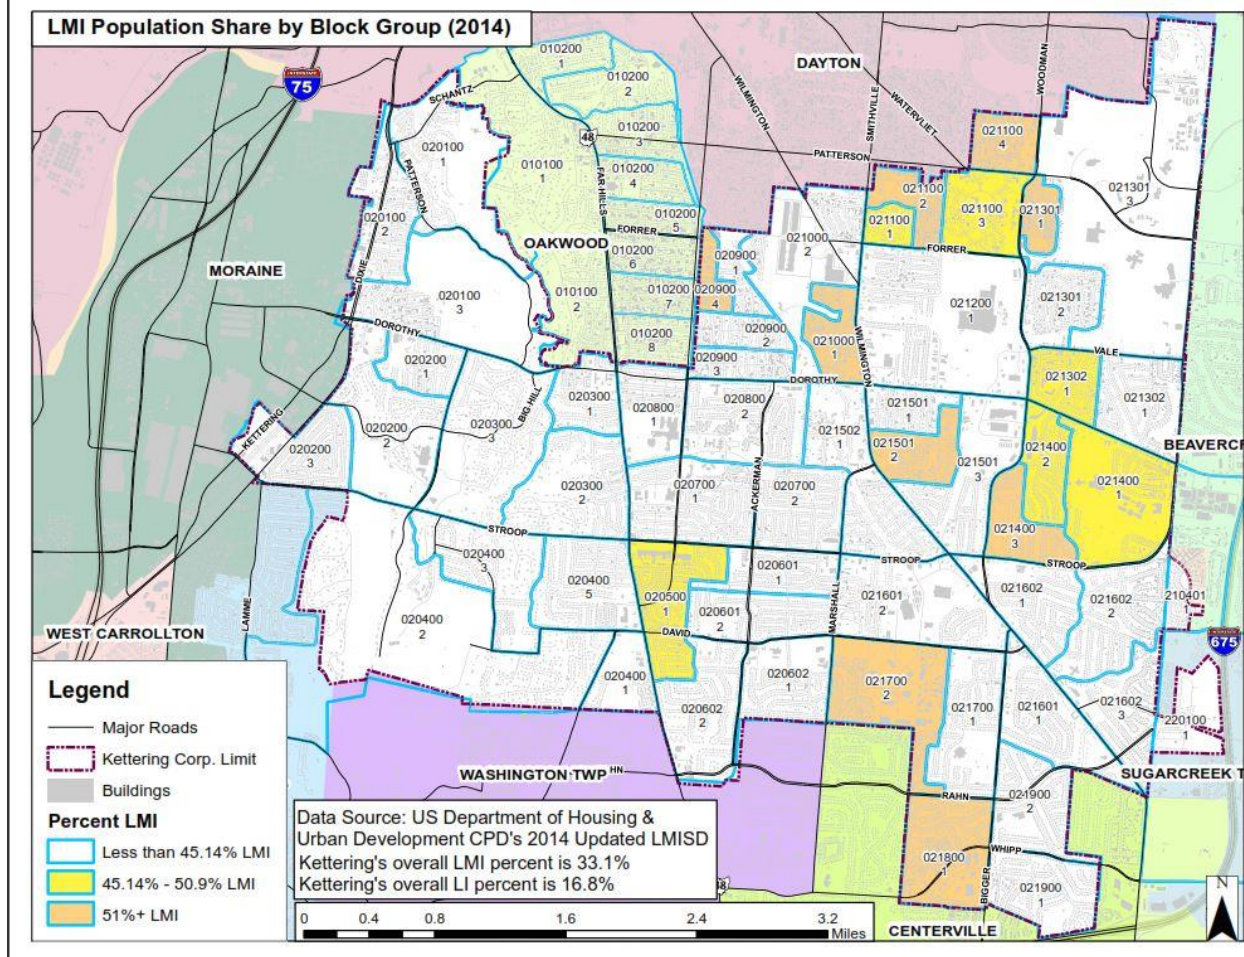 LMI Population Share by Block Group (2014)
INTERSTATE
75
DAYTON
WOODMAN
WILMINGTON
SMITHVILLE
WATERVLIET
SCHANTZ
48
PATTERSON
010200
1
010200
2
010200
3
010200
4
010200
5
010200
6
010200
7
010200
8
010100
1
010100
2
FAR HILLS
FORRER
OAKWOOD
MORAINE
020100
1
PATTERSON
020100
2
DIXIE
020100
3
DOROTHY
021100
4
021100
2
021100
1
021100
3
021301
1
021301
3
FORRER
021000
2
020900
1
020900
4
020900
2
020900
3
021000
1
WILMINGTON
021200
1
021301
2
VALE
DOROTHY
020200
1
020200
2
020200
3
KETTERING
BIG HILL
020300
3
020300
1
020300
2
020800
1
020800
2
021502
1
021501
1
021501
2
021501
3
021302
1
021302
1
BEAVERCR
021400
2
021400
1
021400
3
ACKERMAN
020700
1
020700
2
STROOP
STROOP
STROOP
020400
3
020400
5
020400
2
020400
1
020500
1
020601
1
020601
2
DAVID
MARSHALL
021601
2
021602
1
021602
2
210401
1
INTERSTATE
675
LAMME
WEST CARROLLTON
020602
1
020602
2
021700
2
021700
1
021601
1
021602
3
220100
1
WASHINGTON TWP
HN
SUGARCREEK T
RAHN
021900
2
WHIPP
021800
1
BIGGER
021900
1
CENTERVILLE
48
N
Legend
Major Roads
Kettering Corp. Limit
Buildings
Percent LMI
Less than 45.14% LMI
45.14% - 50.9% LMI
51%+ LMI
Data Source: US Department of Housing &
Urban Development CPD's 2014 Updated LMISD
Kettering's overall LMI percent is 33.1%
Kettering's overall LI percent is 16.8%
0 0.4 0.8 1.6 2.4 3.2
Miles